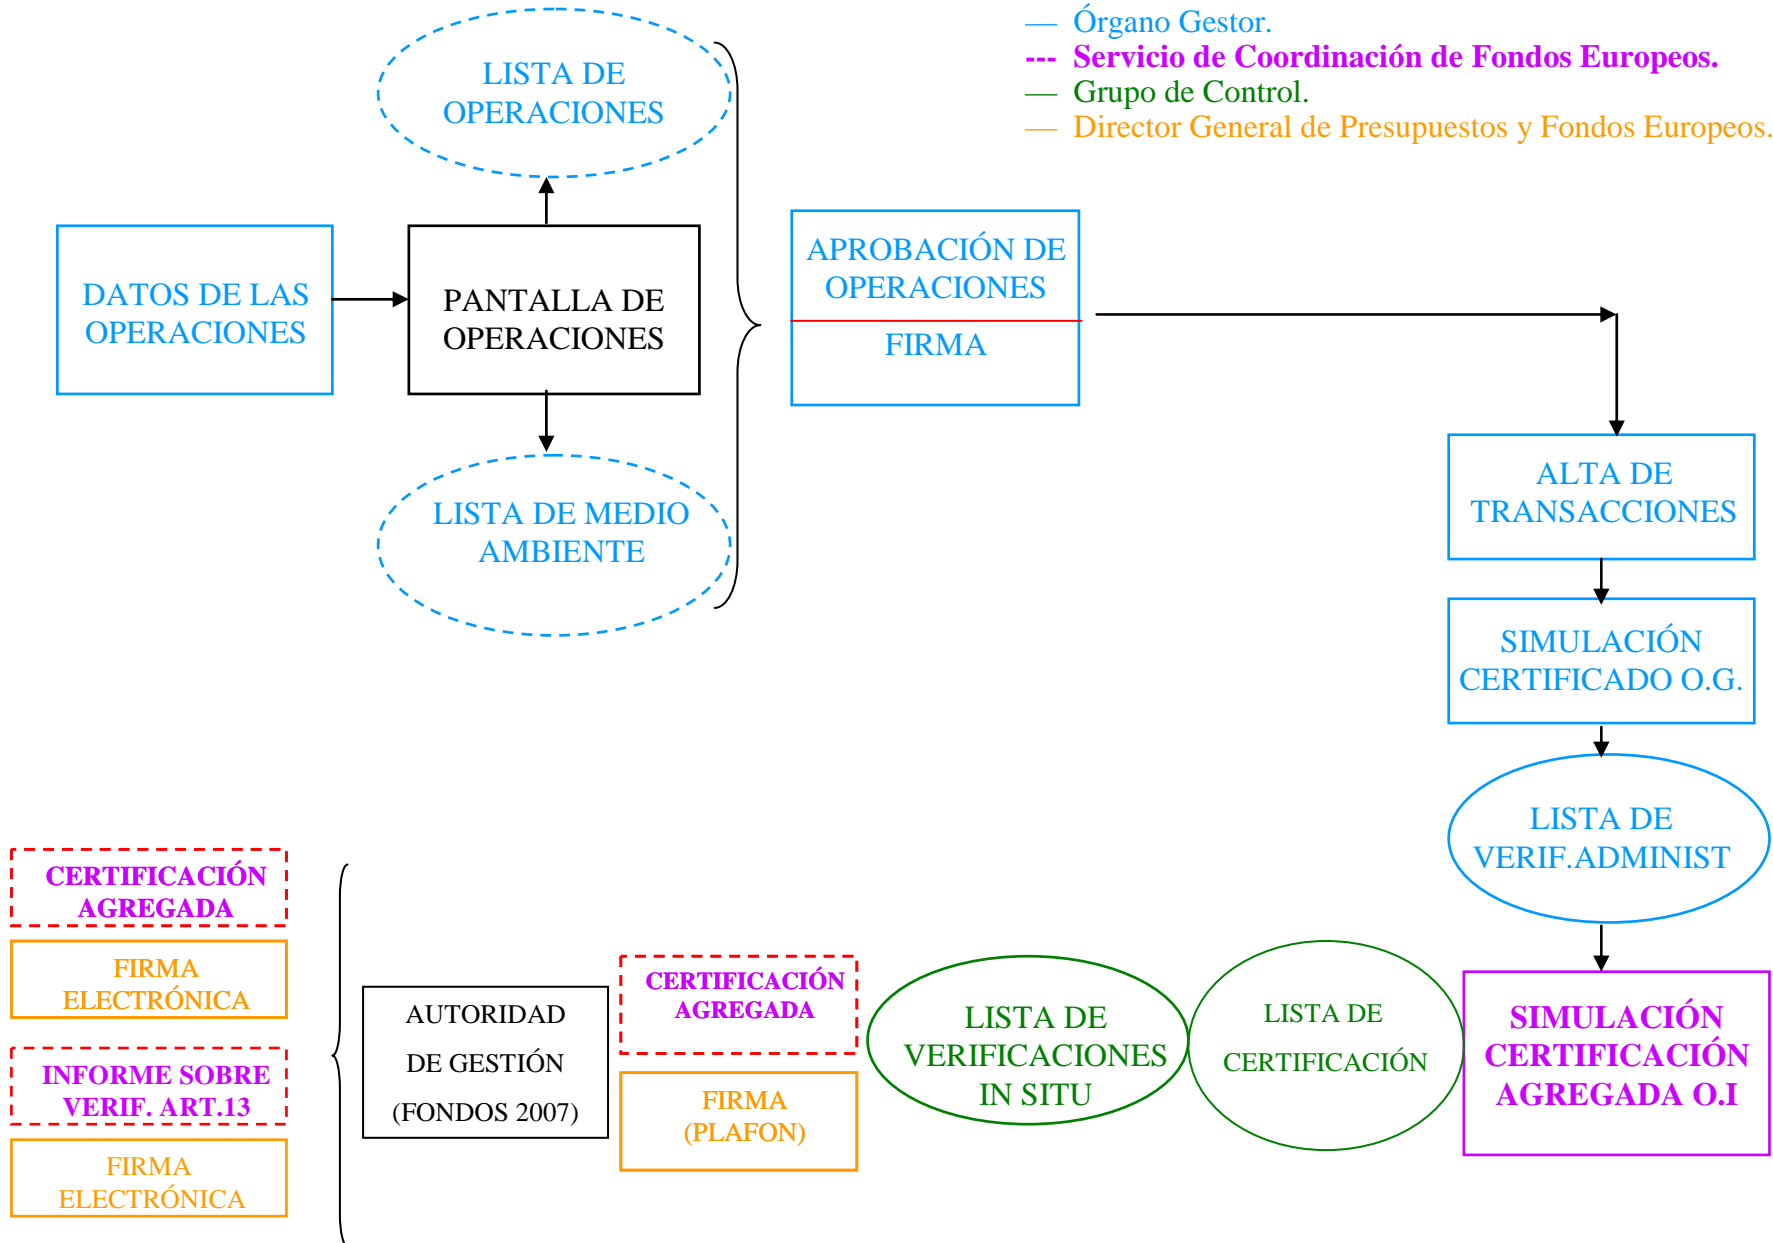 — Órgano Gestor.
--- Servicio de Coordinación de Fondos Europeos.
— Grupo de Control.
— Director General de Presupuestos y Fondos Europeos.
LISTA DE
OPERACIONES
DATOS DE LAS
OPERACIONES
PANTALLA DE
OPERACIONES
LISTA DE MEDIO
AMBIENTE
APROBACIÓN DE
OPERACIONES
FIRMA
ALTA DE
TRANSACCIONES
SIMULACIÓN
CERTIFICADO O.G.
LISTA DE
VERIF.ADMINIST
SIMULACIÓN
CERTIFICACIÓN
AGREGADA O.I
LISTA DE
CERTIFICACIÓN
LISTA DE
VERIFICACIONES
IN SITU
CERTIFICACIÓN
AGREGADA
FIRMA
(PLAFON)
AUTORIDAD
DE GESTIÓN
(FONDOS 2007)
CERTIFICACIÓN
AGREGADA
FIRMA
ELECTRÓNICA
INFORME SOBRE
VERIF. ART.13
FIRMA
ELECTRÓNICA